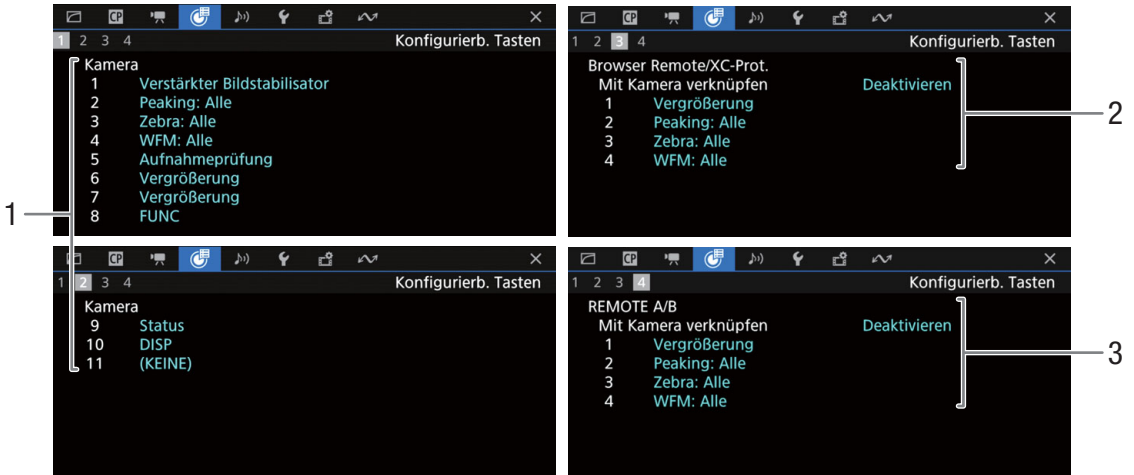 CP
1 2 3 4
Konfigurierb. Tasten
Kamera
1 Verstärkter Bildstabilisator
2 Peaking: Alle
3 Zebra: Alle
4 WFM: Alle
5 Aufnahmeprüfung
6 Vergrößerung
7 Vergrößerung
8 FUNC
CP
1 2 3 4
Konfigurierb. Tasten
Kamera
9 Status
10 DISP
11 (KEINE)
1
CP
1 2 3 4
Konfigurierb. Tasten
Browser Remote/XC-Prot.
Mit Kamera verknüpfen Deaktivieren
1 Vergrößerung
2 Peaking: Alle
3 Zebra: Alle
4 WFM: Alle
2
CP
1 2 3 4
Konfigurierb. Tasten
REMOTE A/B
Mit Kamera verknüpfen Deaktivieren
1 Vergrößerung
2 Peaking: Alle
3 Zebra: Alle
4 WFM: Alle
3